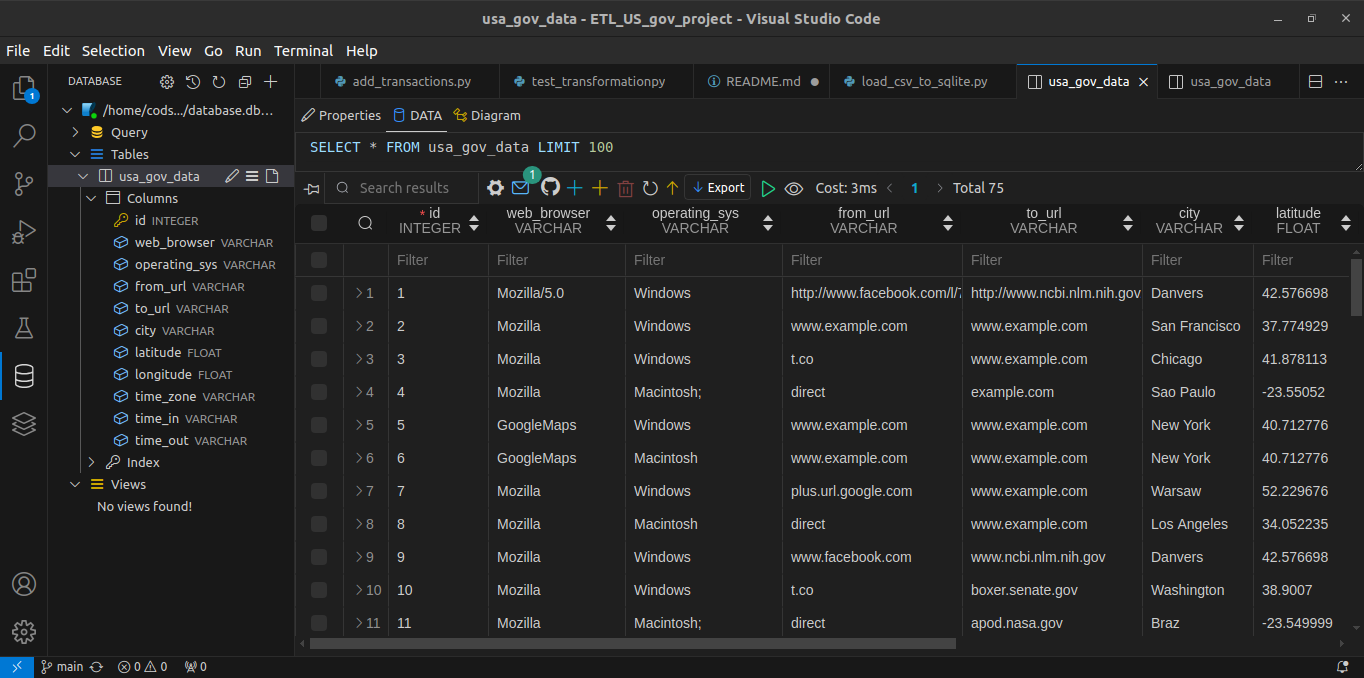 usa_gov_data - ETL_US_gov_project - Visual Studio Code
File Edit Selection View Go Run Terminal Help
DATABASE
add_transactions.py test_transformationpy README.md load_csv_to_sqlite.py usa_gov_data usa_gov_data
1
/home/cods.../database.db...
Query
Tables
usa_gov_data
Columns
id INTEGER
web_browser VARCHAR
operating_sys VARCHAR
from_url VARCHAR
to_url VARCHAR
city VARCHAR
latitude FLOAT
longitude FLOAT
time_zone VARCHAR
time_in VARCHAR
time_out VARCHAR
Index
Views
No views found!
Properties DATA Diagram
SELECT * FROM usa_gov_data LIMIT 100
Search results 1 Export Cost: 3ms 1 Total 75
* id web_browser operating_sys from_url to_url city latitude
INTEGER VARCHAR VARCHAR VARCHAR VARCHAR VARCHAR FLOAT
Filter Filter Filter Filter Filter Filter Filter
1 1 Mozilla/5.0 Windows http://www.facebook.com/l/7 http://www.ncbi.nlm.nih.gov Danvers 42.576698
2 2 Mozilla Windows www.example.com www.example.com San Francisco 37.774929
3 3 Mozilla Windows t.co www.example.com Chicago 41.878113
4 4 Mozilla Macintosh; direct example.com Sao Paulo -23.55052
5 5 GoogleMaps Windows www.example.com www.example.com New York 40.712776
6 6 GoogleMaps Macintosh www.example.com www.example.com New York 40.712776
7 7 Mozilla Windows plus.url.google.com www.example.com Warsaw 52.229676
8 8 Mozilla Macintosh direct www.example.com Los Angeles 34.052235
9 9 Mozilla Windows www.facebook.com www.ncbi.nlm.nih.gov Danvers 42.576698
10 10 Mozilla Windows t.co boxer.senate.gov Washington 38.9007
11 11 Mozilla Macintosh; direct apod.nasa.gov Braz -23.549999
main 0 0 0